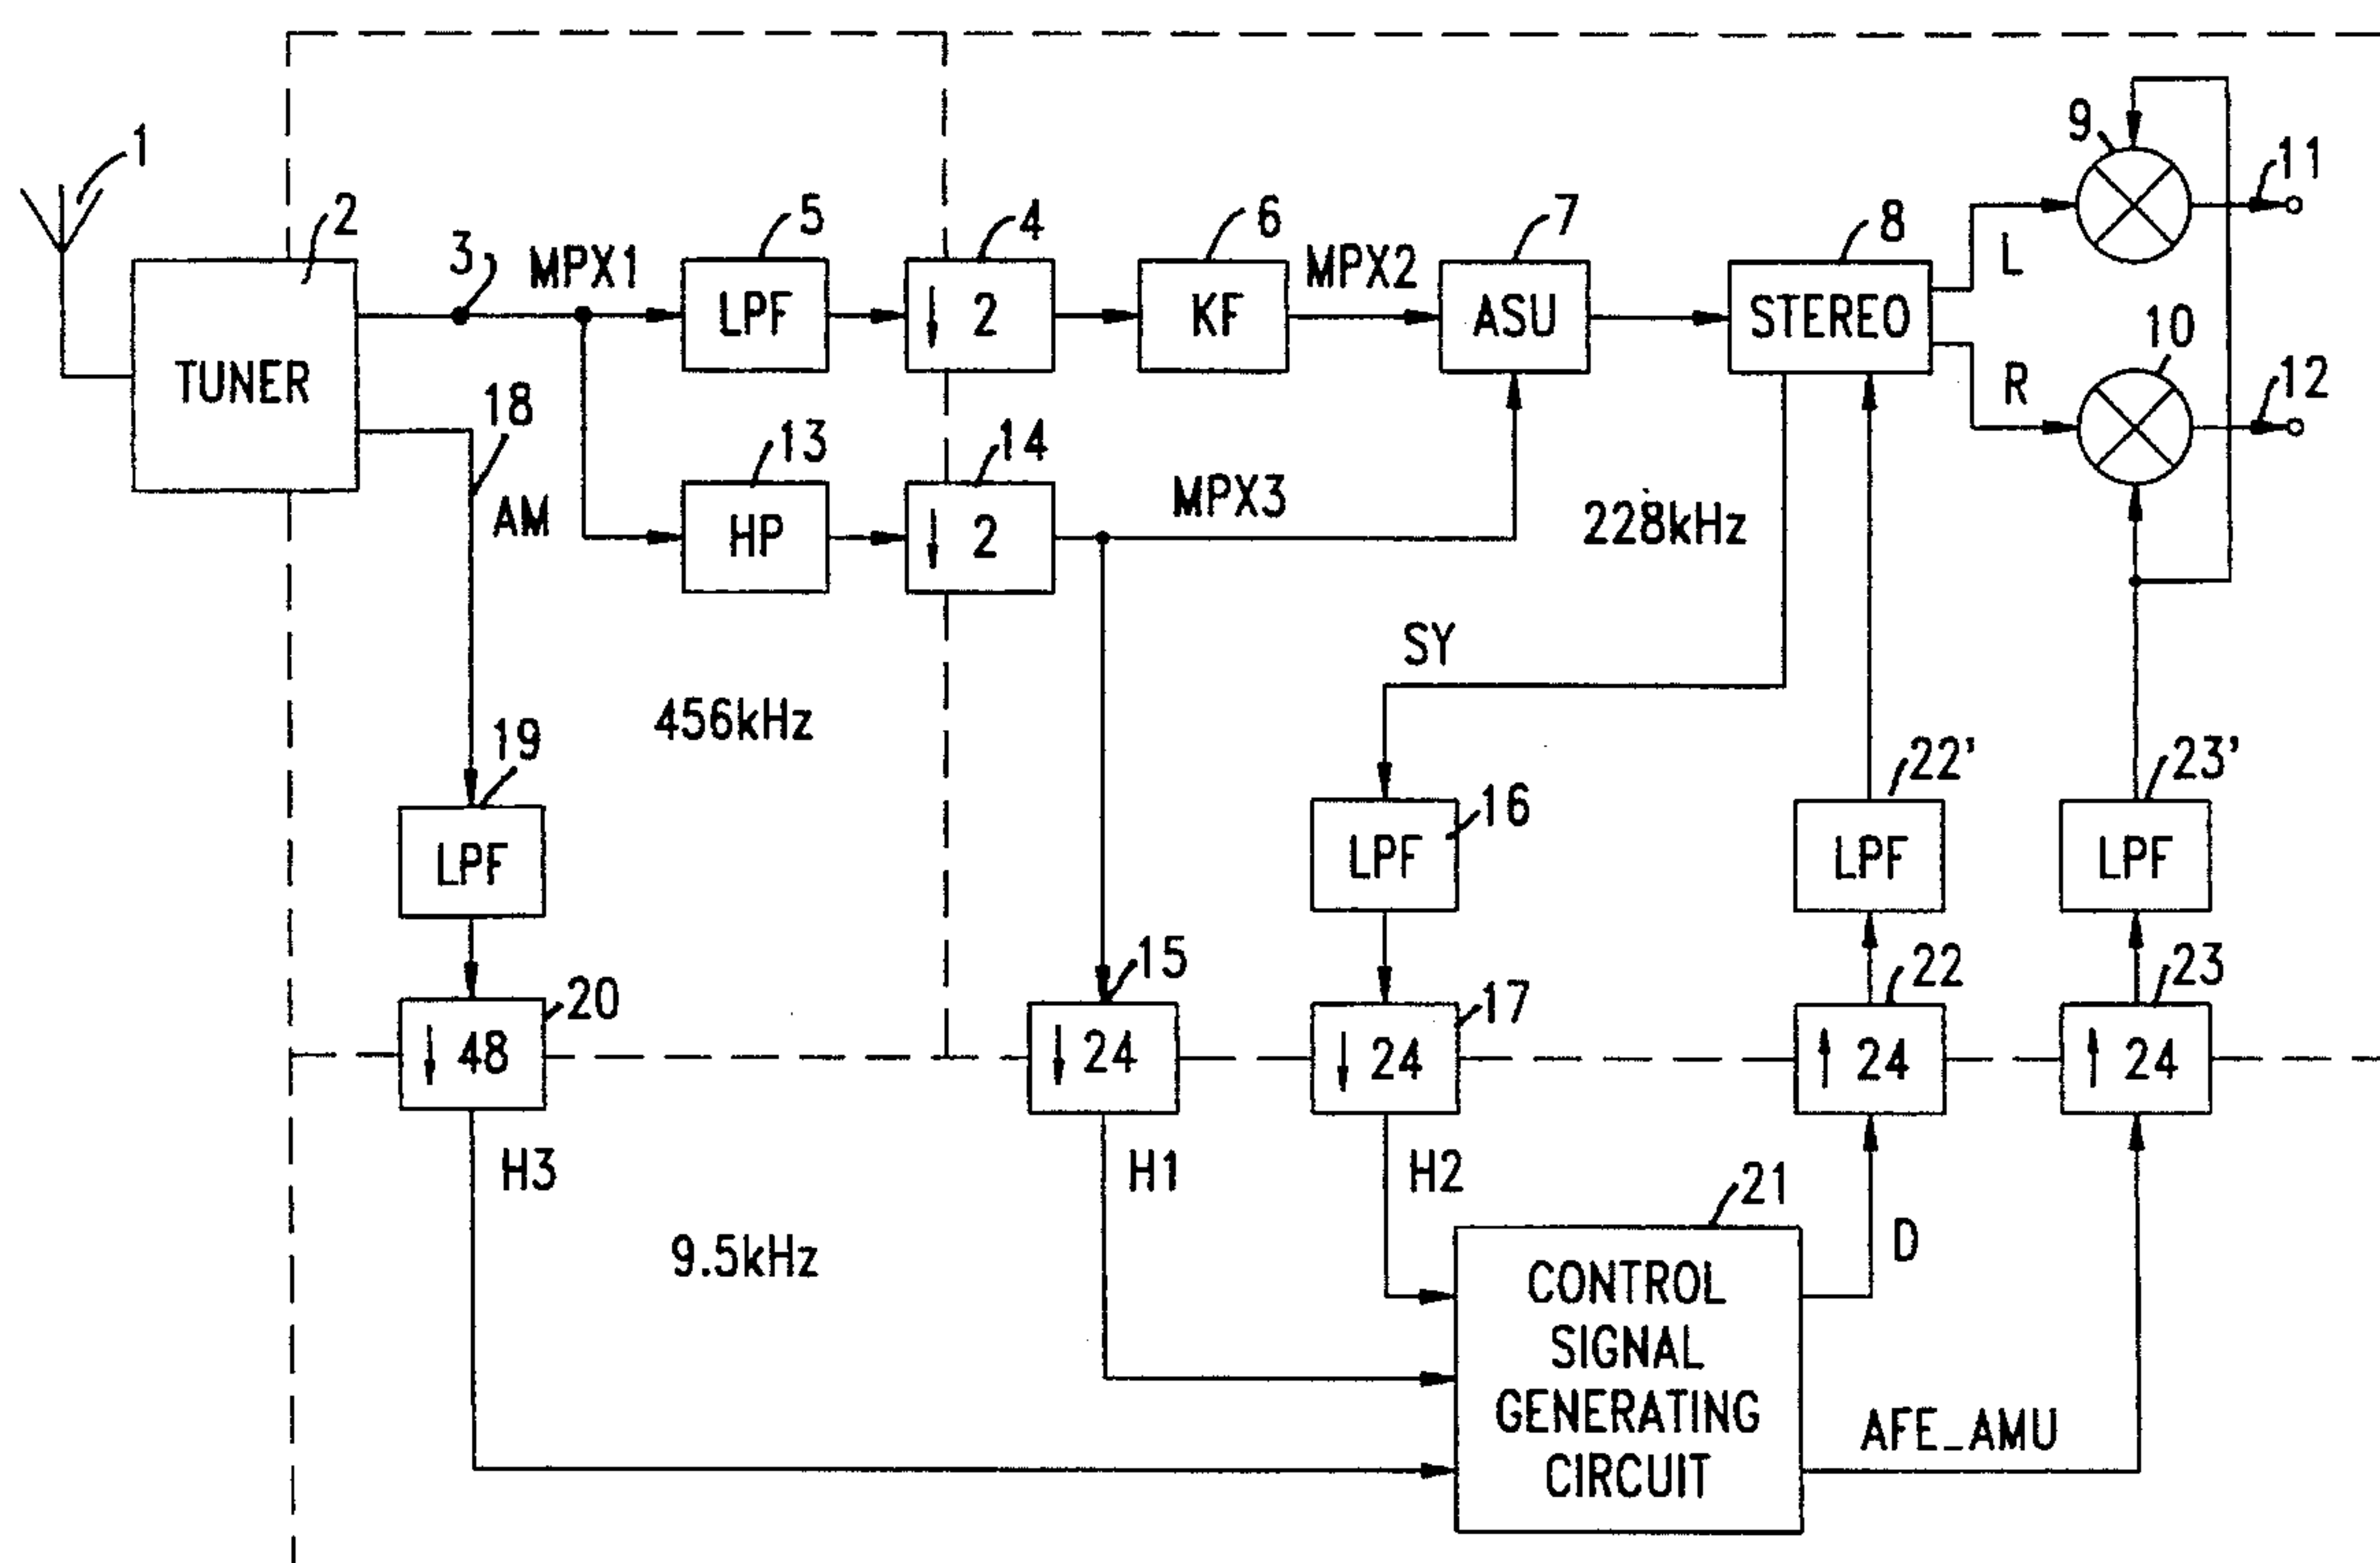 1
2
TUNER
3
MPX1
5
LPF
4
↓ 2
6
KF
MPX2
7
ASU
8
STEREO
L
R
9
10
11
12
18
AM
13
HP
14
↓ 2
MPX3
228kHz
SY
456kHz
19
LPF
16
LPF
22'
LPF
23'
LPF
20
↓ 48
15
↓ 24
17
↓ 24
22
↑ 24
23
↑ 24
H3
H1
H2
9.5kHz
21
CONTROL
SIGNAL
GENERATING
CIRCUIT
D
AFE_AMU